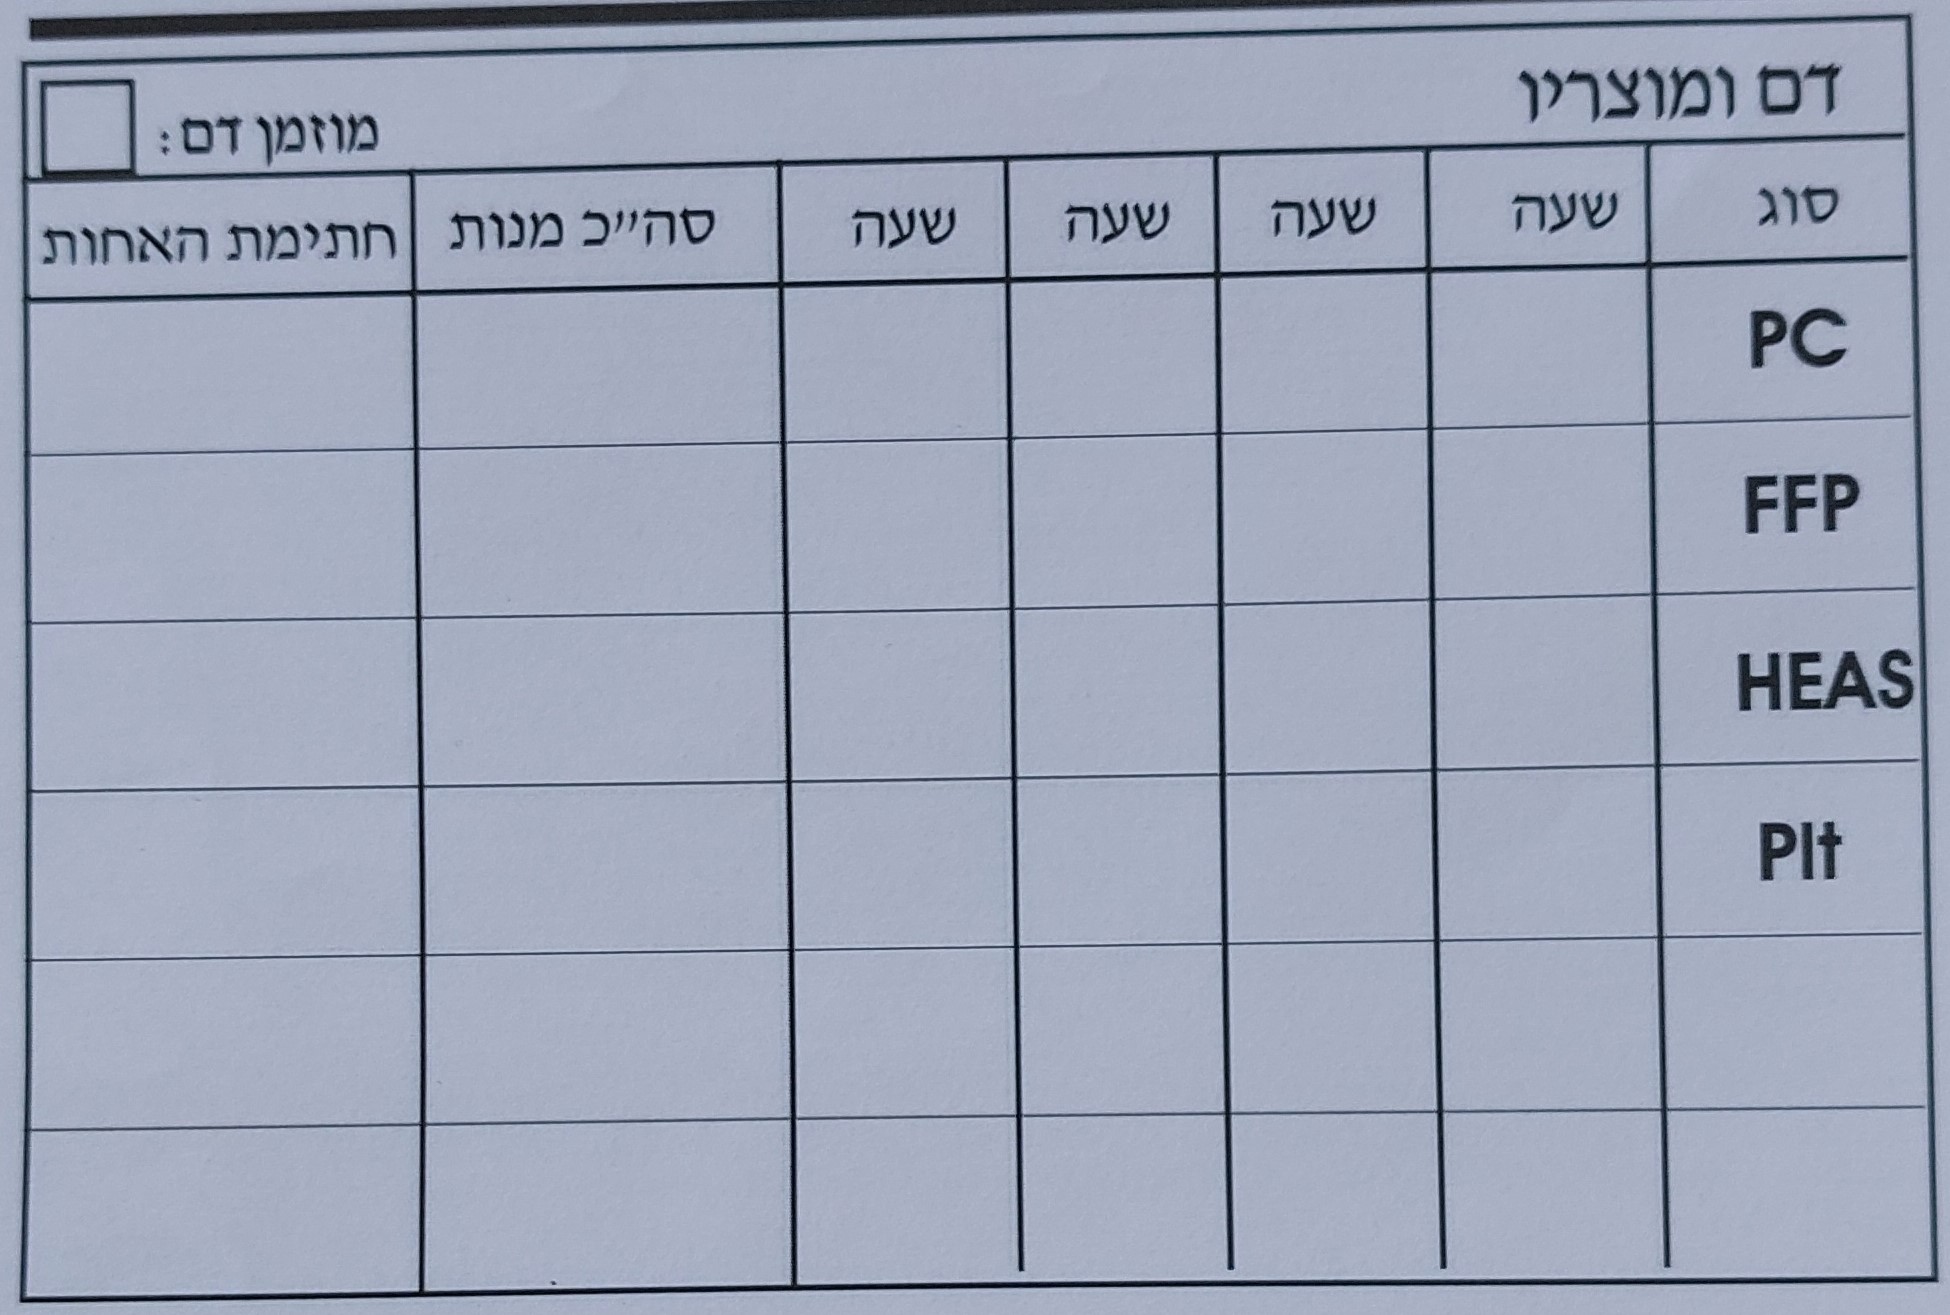 דם ומוצריו
מוזמן דם:
סוג שעה שעה שעה שעה סה״כ מנות חתימת האחות
PC
FFP
HEAS
Plt